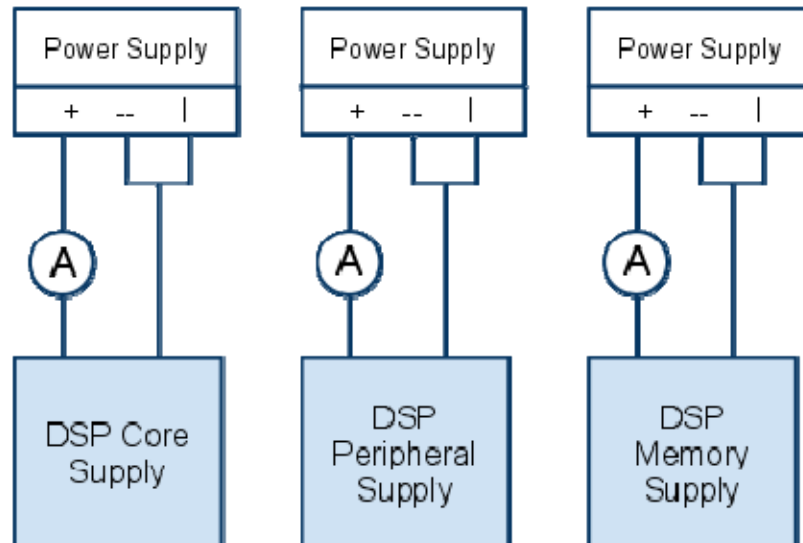 Power Supply
Power Supply
Power Supply
+ -- |
+ -- |
+ -- |
A
A
A
DSP Core
Supply
DSP
Peripheral
Supply
DSP
Memory
Supply